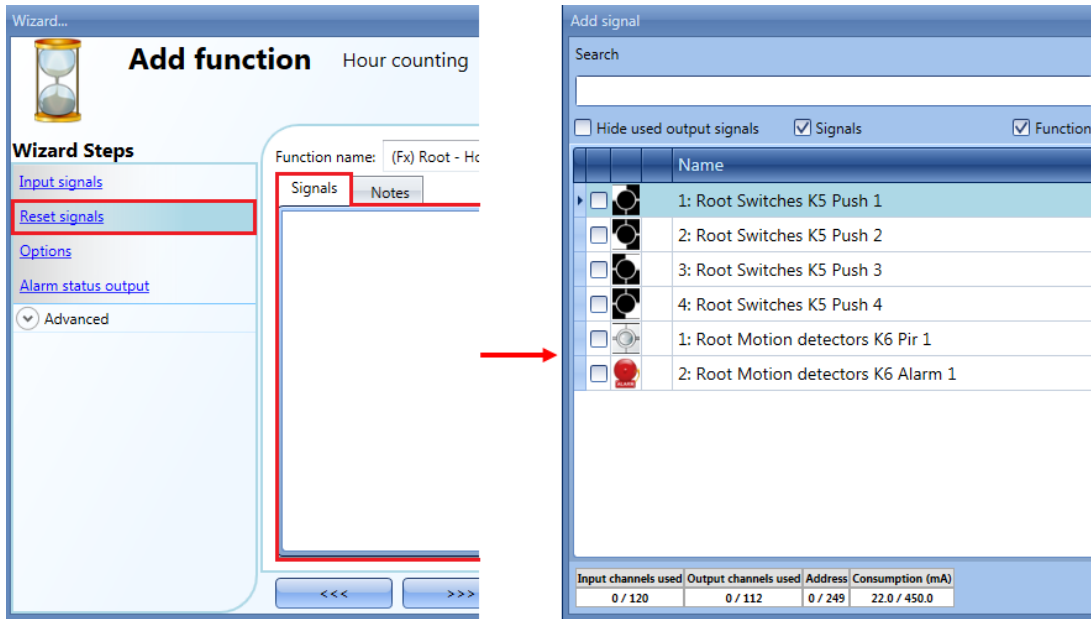 Wizard...
Add function Hour counting
Wizard Steps
Input signals
Reset signals
Options
Alarm status output
Advanced
Function name: (Fx) Root - Ho
Signals Notes
<<< >>>
Add signal
Search
Hide used output signals Signals Function
Name
1: Root Switches K5 Push 1
2: Root Switches K5 Push 2
3: Root Switches K5 Push 3
4: Root Switches K5 Push 4
1: Root Motion detectors K6 Pir 1
ALARM 2: Root Motion detectors K6 Alarm 1
Input channels used Output channels used Address Consumption (mA)
0 / 120 0 / 112 0 / 249 22.0 / 450.0